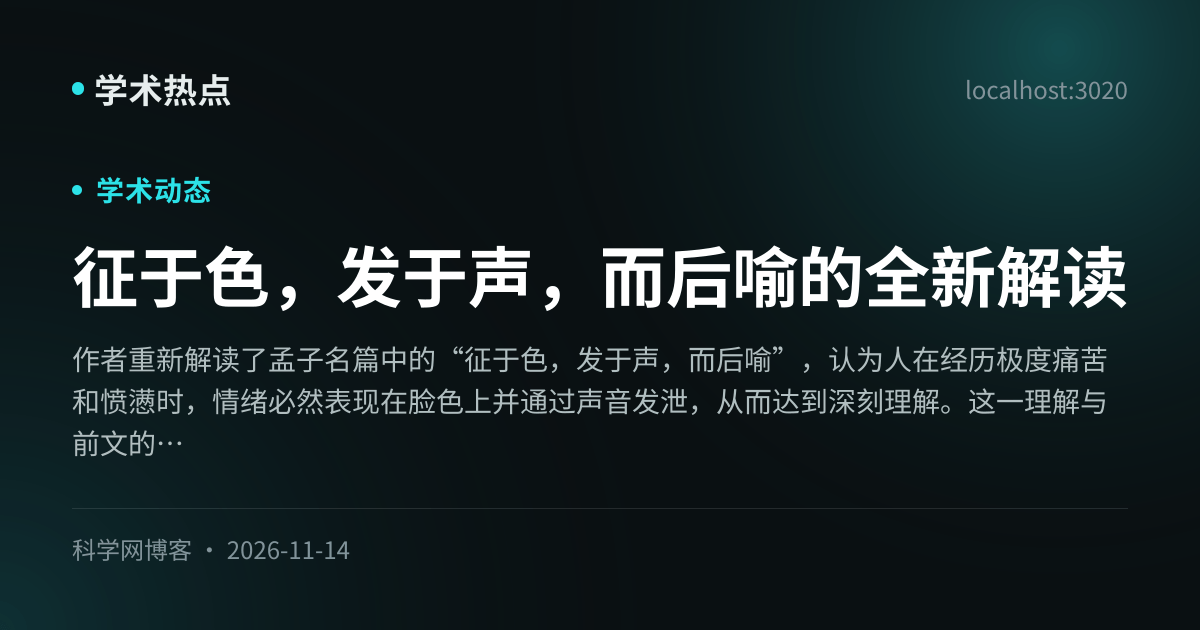 学术热点
localhost:3020
学术动态
征于色，发于声，而后喻的全新解读
作者重新解读了孟子名篇中的“征于色，发于声，而后喻”，认为人在经历极度痛苦
和愤懑时，情绪必然表现在脸色上并通过声音发泄，从而达到深刻理解。这一理解与
前文的…
科学网博客 · 2026-11-14